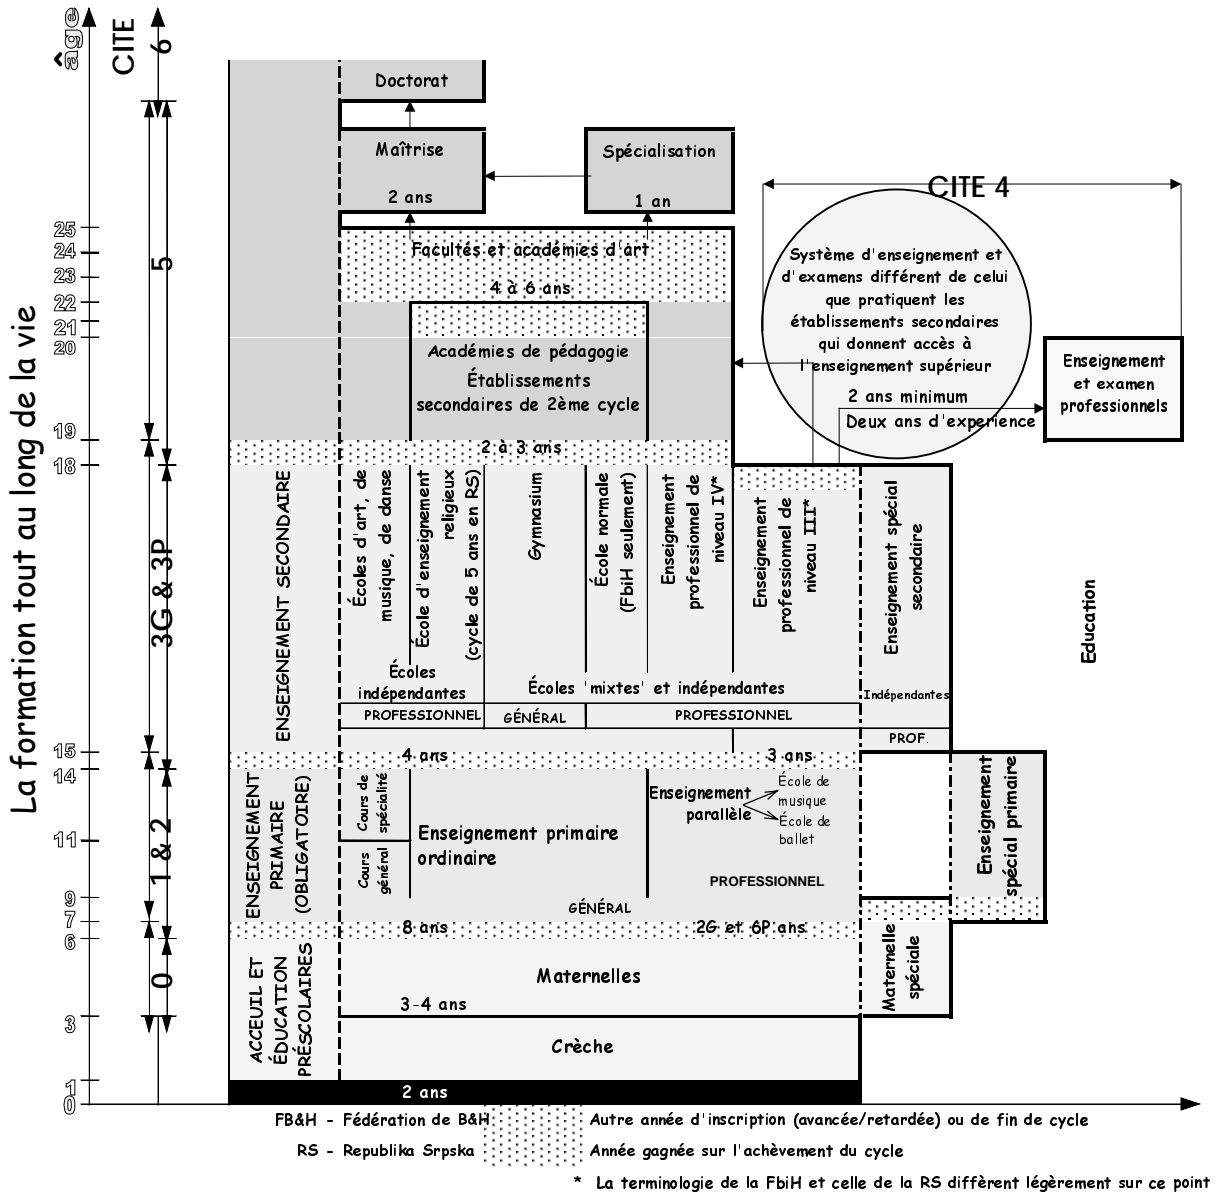 âge
CITE
6
Doctorat
Maîtrise
2 ans
Spécialisation
1 an
CITE 4
5
25
24
23
22
21
20
19
18
15
14
11
9
7
6
3
1
0
La formation tout au long de la vie
Facultés et académies d'art
4 à 6 ans
Système d'enseignement et
d'examens différent de celui
que pratiquent les
établissements secondaires
qui donnent accès à
l'enseignement supérieur
2 ans minimum
Deux ans d'experience
Enseignement
et examen
professionnels
Académies de pédagogie
Établissements
secondaires de 2ème cycle
2 à 3 ans
3G & 3P
ENSEIGNEMENT SECONDAIRE
Écoles d'art, de
musique, de danse
École d'enseignement
religieux
(cycle de 5 ans en RS)
Gymnasium
École normale
(FbiH seulement)
Enseignement
professionnel de
niveau IV*
Enseignement
professionnel de
niveau III*
Enseignement spécial
secondaire
Education
Écoles
indépendantes
Écoles 'mixtes' et indépendantes
Indépendantes
PROFESSIONNEL
GÉNÉRAL
PROFESSIONNEL
PROF.
4 ans
3 ans
1 & 2
ENSEIGNEMENT
PRIMAIRE
(OBLIGATOIRE)
Cours de
spécialité
Cours
général
Enseignement primaire
ordinaire
Enseignement
parallèle
École de
musique
École de
ballet
PROFESSIONNEL
GÉNÉRAL
Enseignement
spécial primaire
8 ans
2G et 6P ans
0
ACCEUIL ET
ÉDUCATION
PRÉSCOLAIRES
Maternelles
3-4 ans
Maternelle
spéciale
Crèche
2 ans
FB&H - Fédération de B&H
Autre année d'inscription (avancée/retardée) ou de fin de cycle
RS - Republika Srpska
Année gagnée sur l'achèvement du cycle
* La terminologie de la FbiH et celle de la RS diffèrent légèrement sur ce point